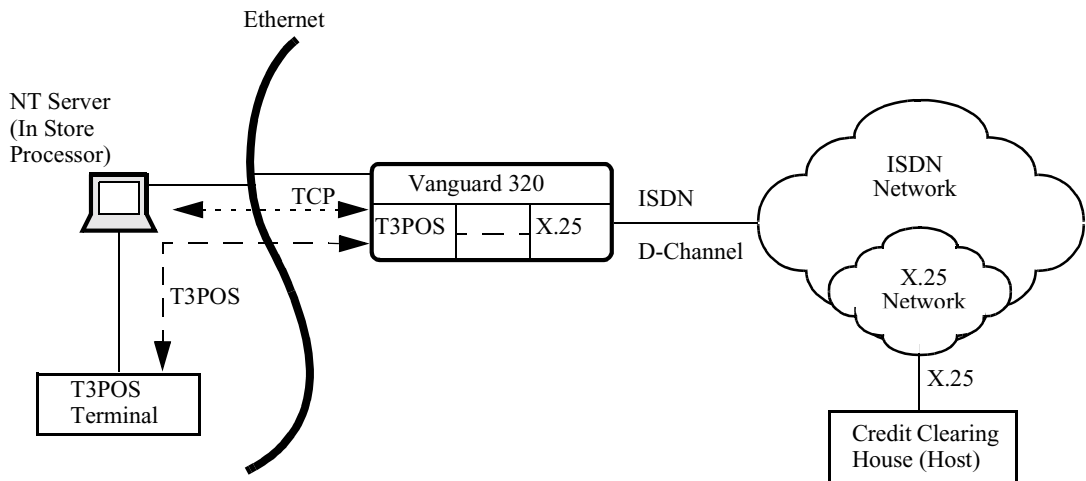 Ethernet
NT Server
(In Store
Processor)
TCP
Vanguard 320
T3POS
X.25
ISDN
D-Channel
ISDN
Network
X.25
Network
T3POS
T3POS
Terminal
X.25
Credit Clearing
House (Host)